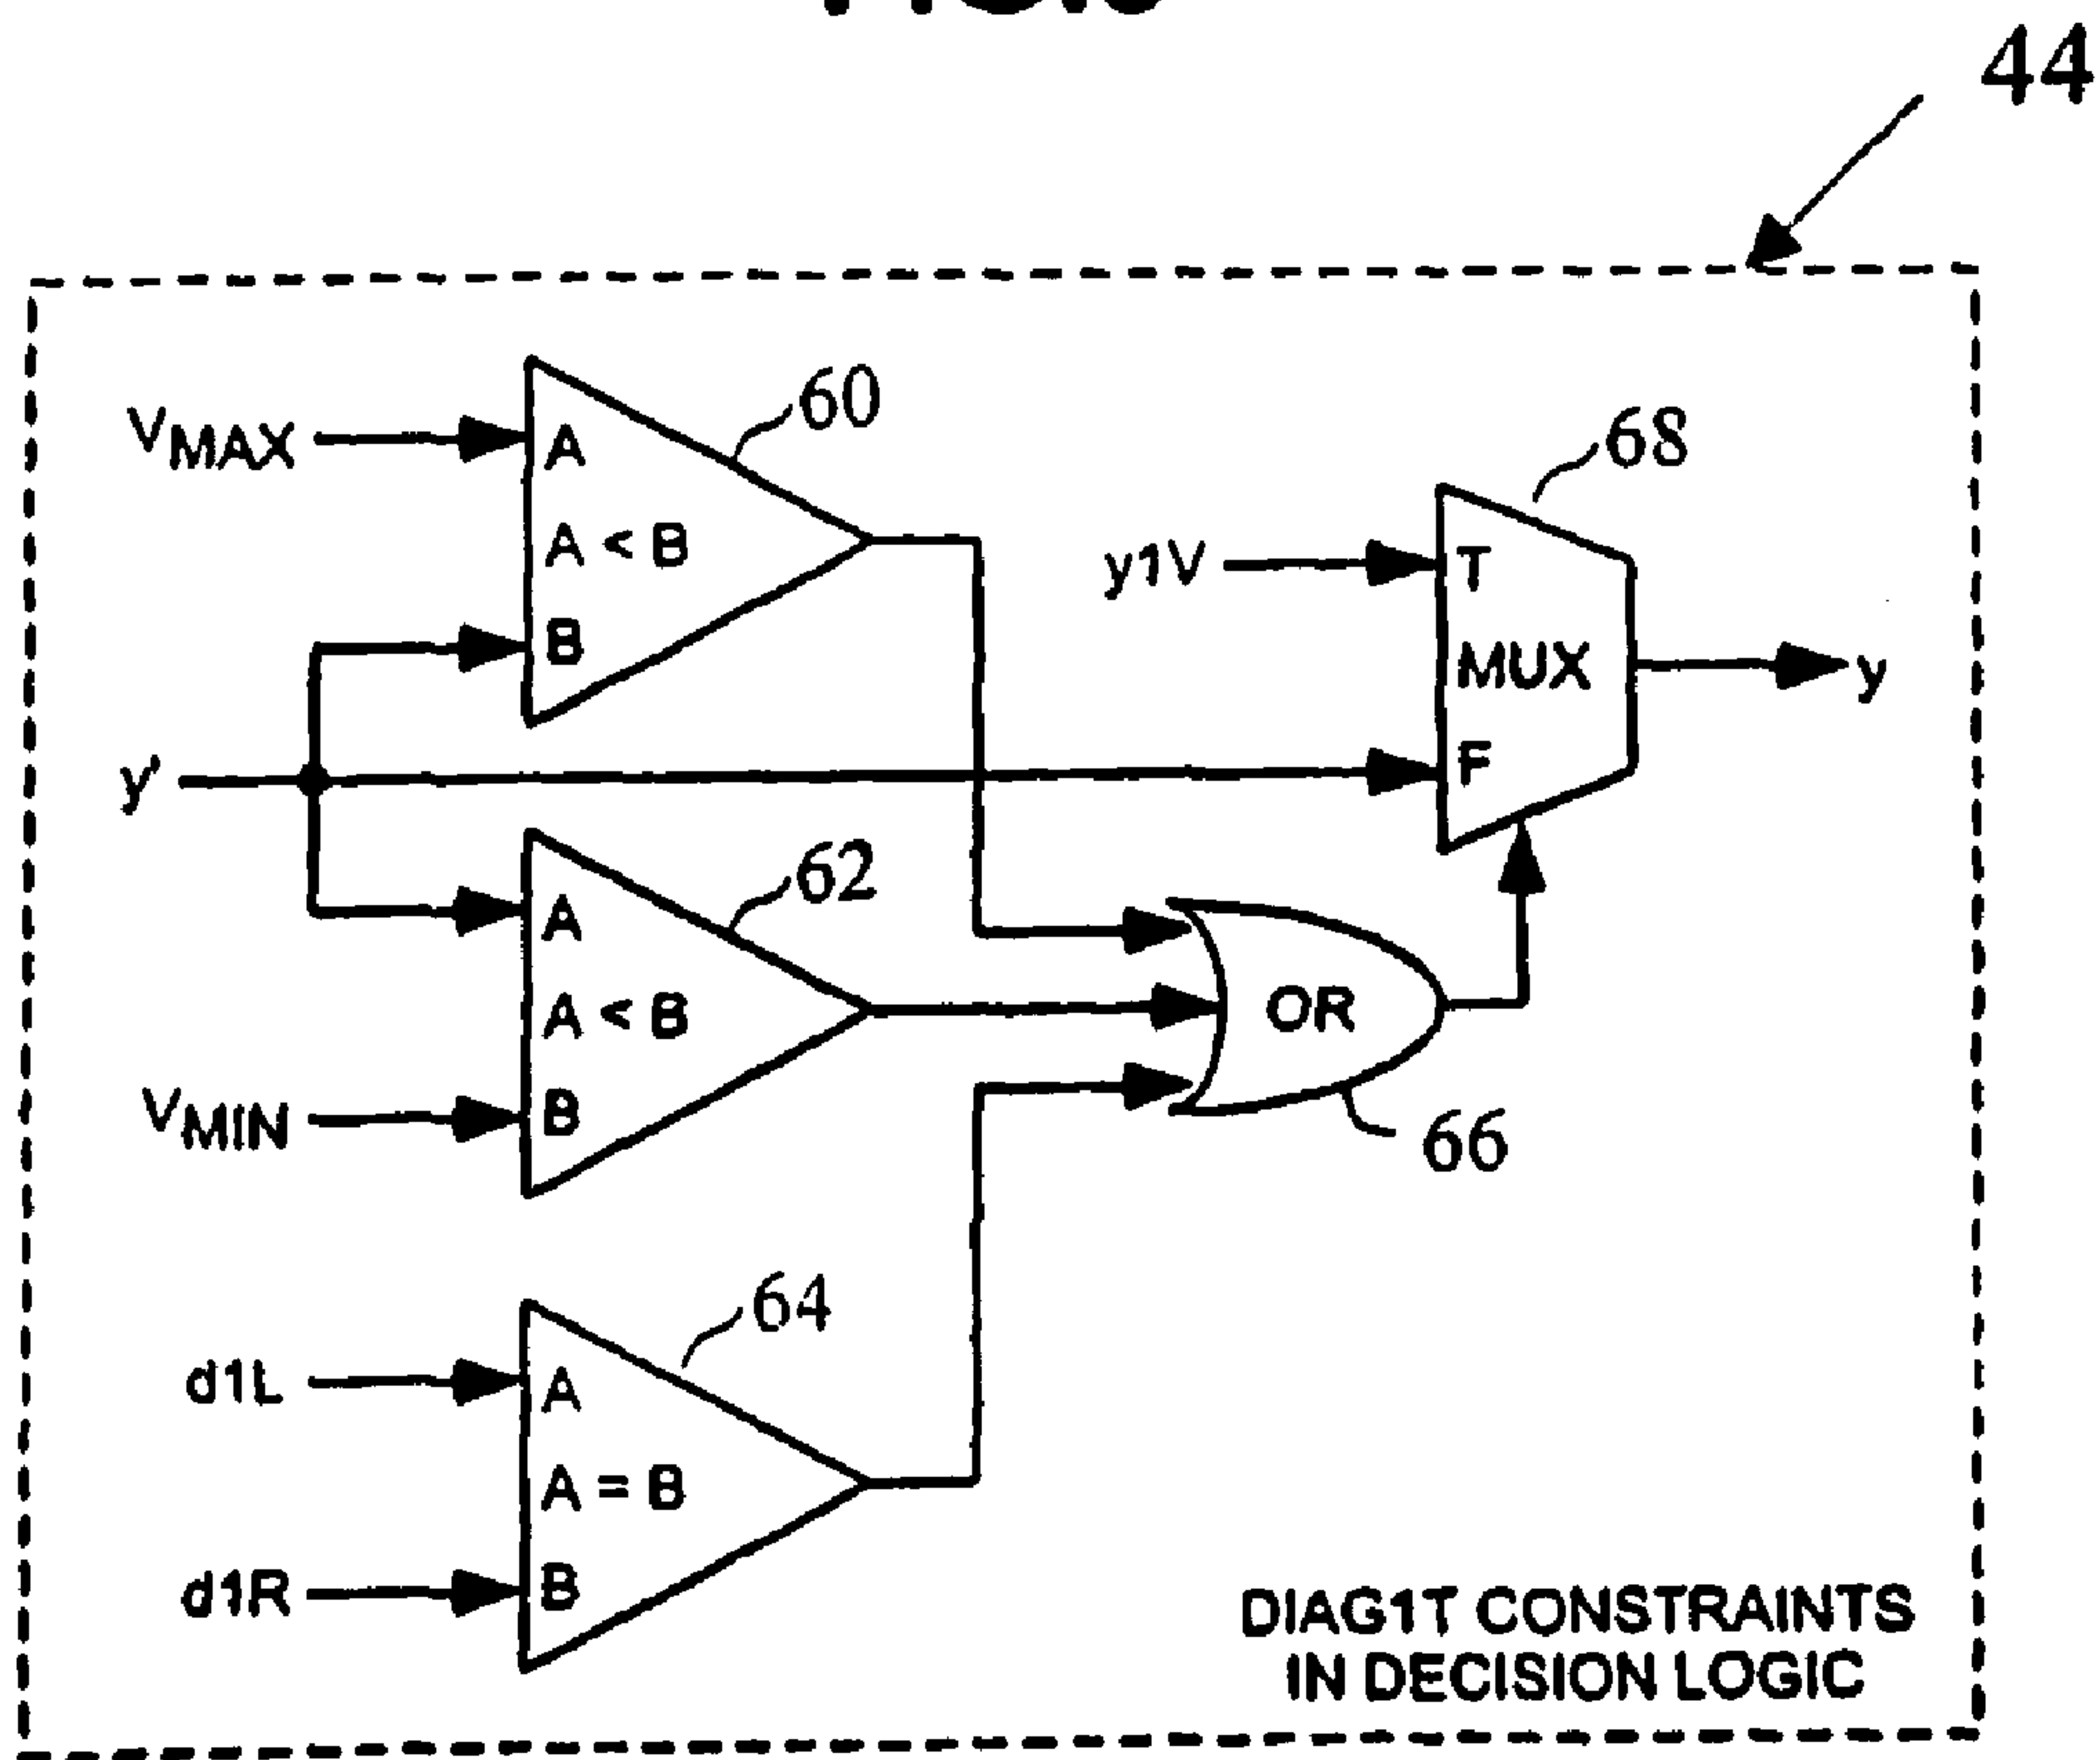 44
VMAX
A
A < B
B
60
y1V
T
MUX
F
68
y
y'
A
A < B
B
62
VMIN
OR
66
d1L
A
A = B
B
64
d1R
DIAG1T CONSTRAINTS
IN DECISION LOGIC